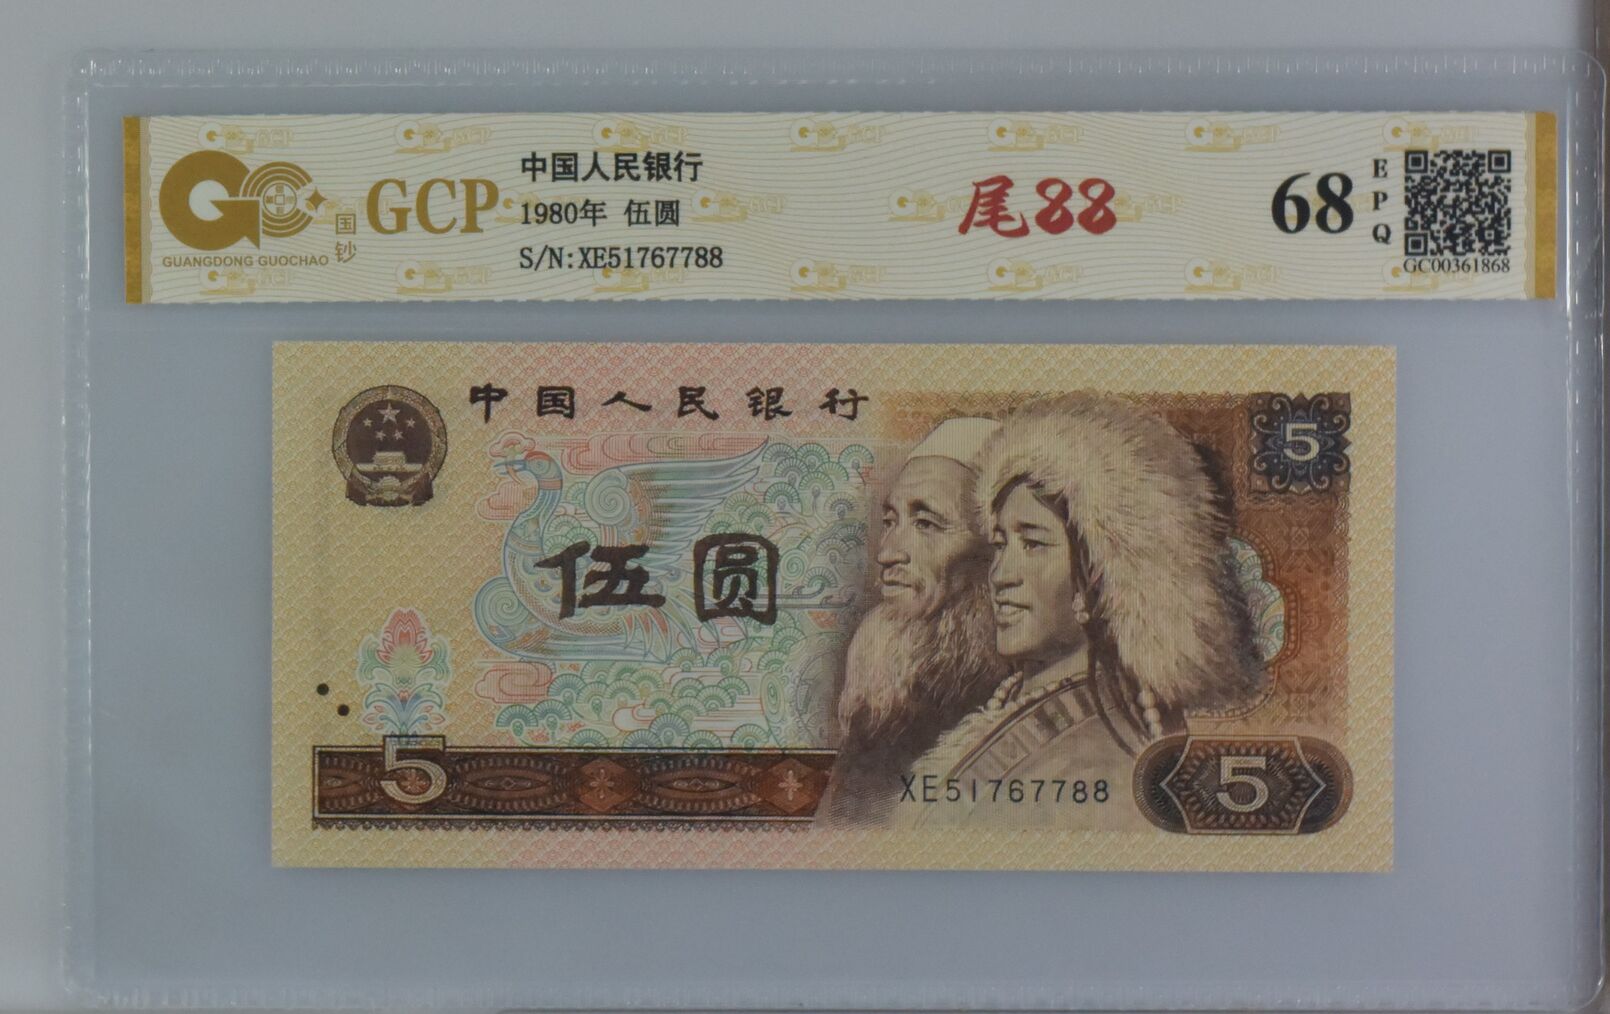 GCP
GUANGDONG GUOCHAO
国钞
中国人民银行
1980年 伍圆
S/N:XE51767788
尾88
68
EPQ
GC00361868
中国人民银行
5
伍圆
5
XE51767788
5